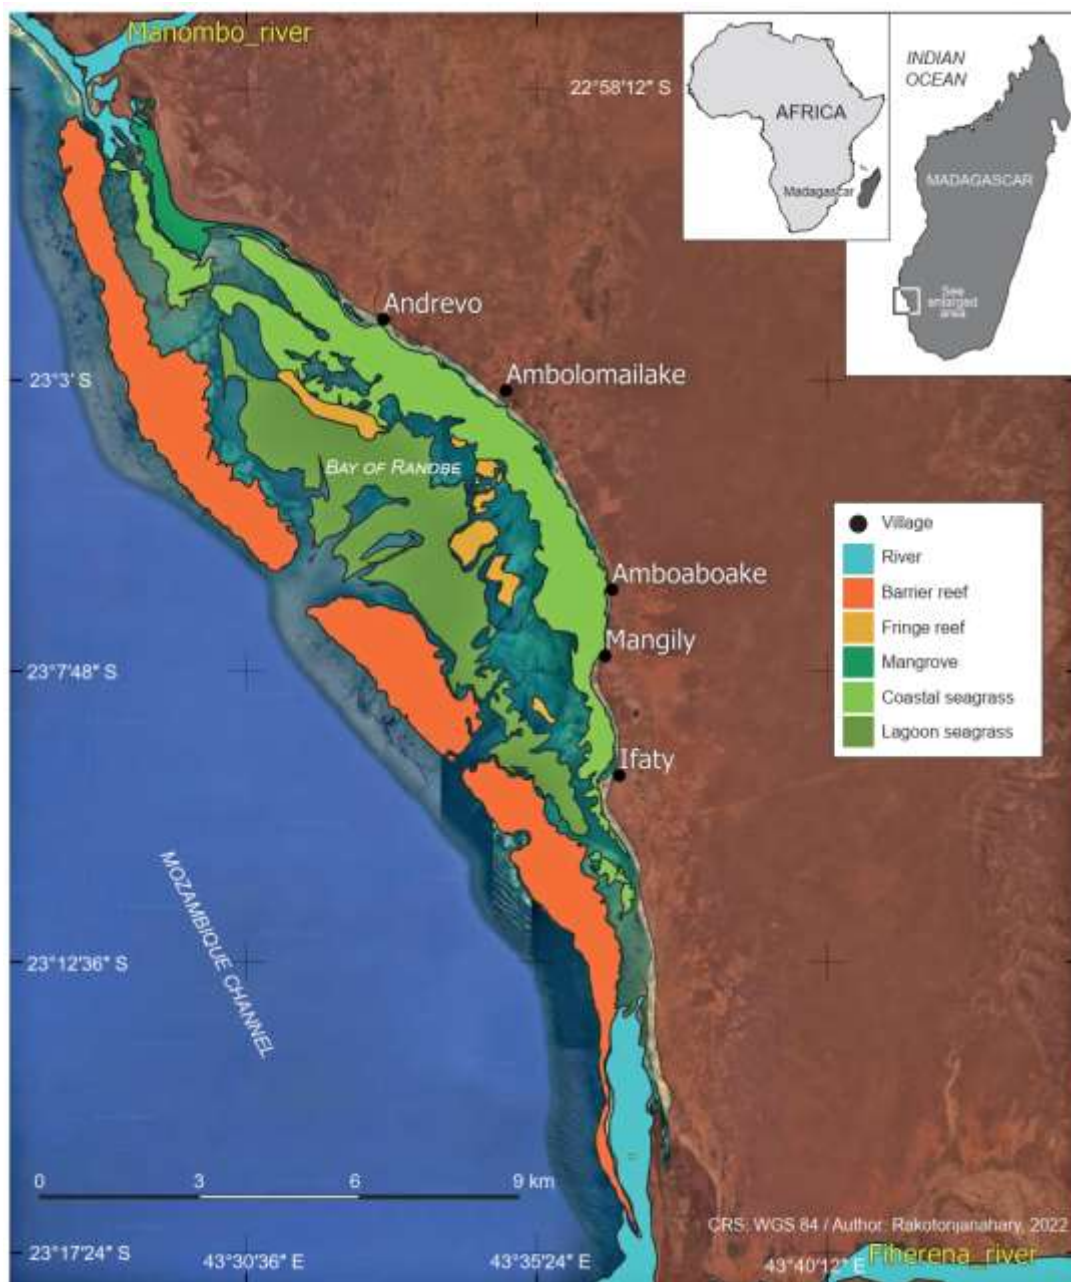 Manombo_river
22°58'12" S
AFRICA
Madagascar
INDIAN
OCEAN
MADAGASCAR
See
enlarged
area
Andrevo
Ambolomailake
23°3' S
BAY OF RANOBE
Village
River
Barrier reef
Fringe reef
Mangrove
Coastal seagrass
Lagoon seagrass
Amboaboake
Mangily
23°7'48" S
Ifaty
MOZAMBIQUE CHANNEL
23°12'36" S
0 3 6 9 km
CRS: WGS 84 / Author: Rakotonjanahary, 2022
23°17'24" S
43°30'36" E
43°35'24" E
43°40'12" E
Fiherena_river